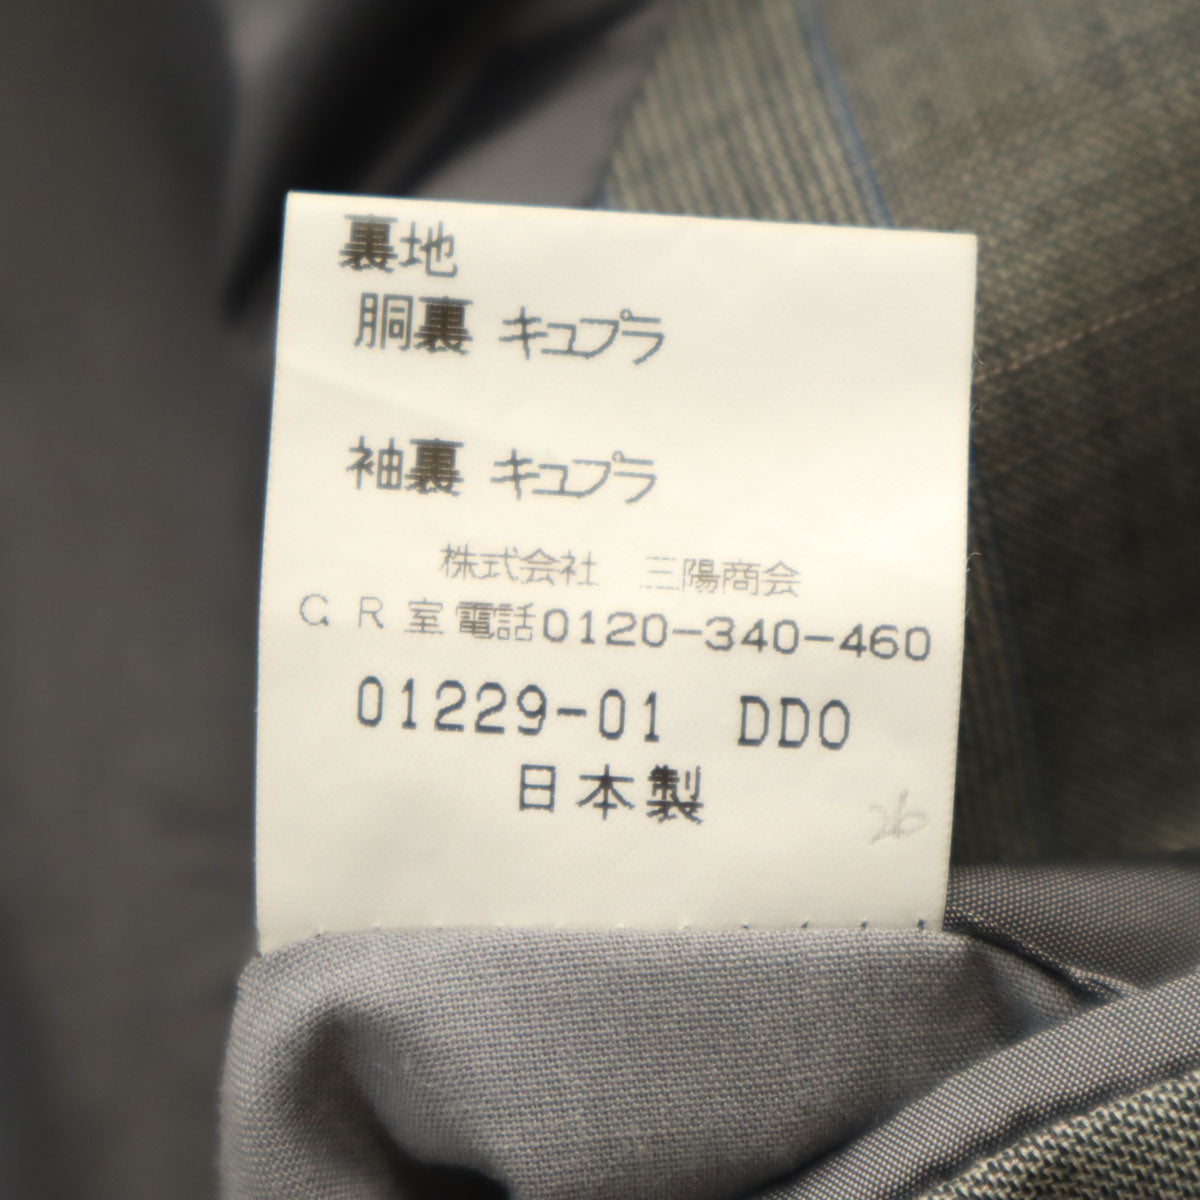 裏地
胴裏 キュプラ
袖裏 キュプラ
株式会社 三陽商会
CR室電話0120-340-460
01229-01 DDO
日本製
26